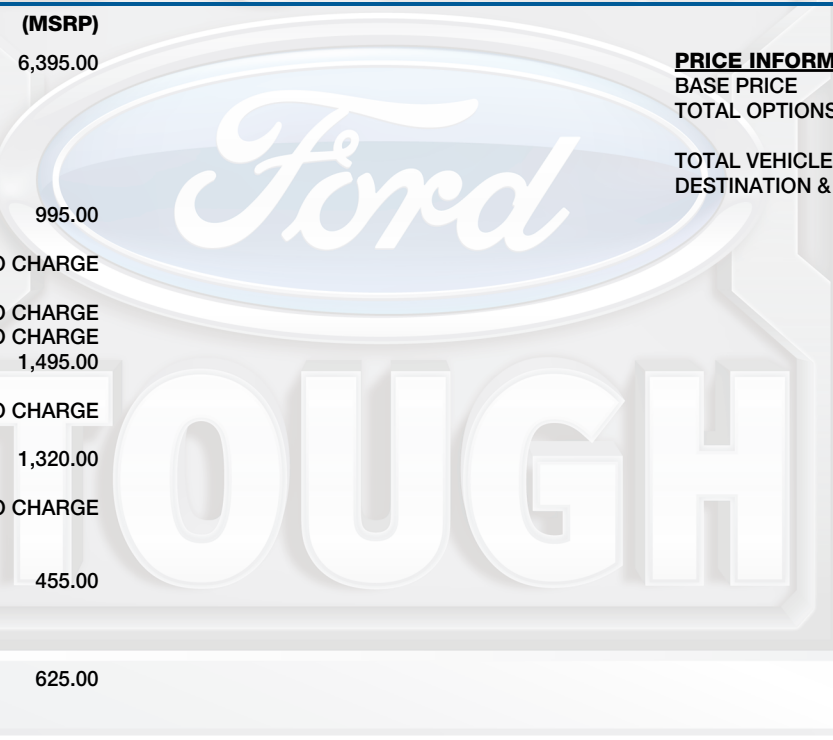 (MSRP)
6,395.00
995.00
O CHARGE
O CHARGE
O CHARGE
1,495.00
O CHARGE
1,320.00
O CHARGE
455.00
625.00
PRICE INFORM
BASE PRICE
TOTAL OPTIONS
TOTAL VEHICLE
DESTINATION &
Ford
TOUGH